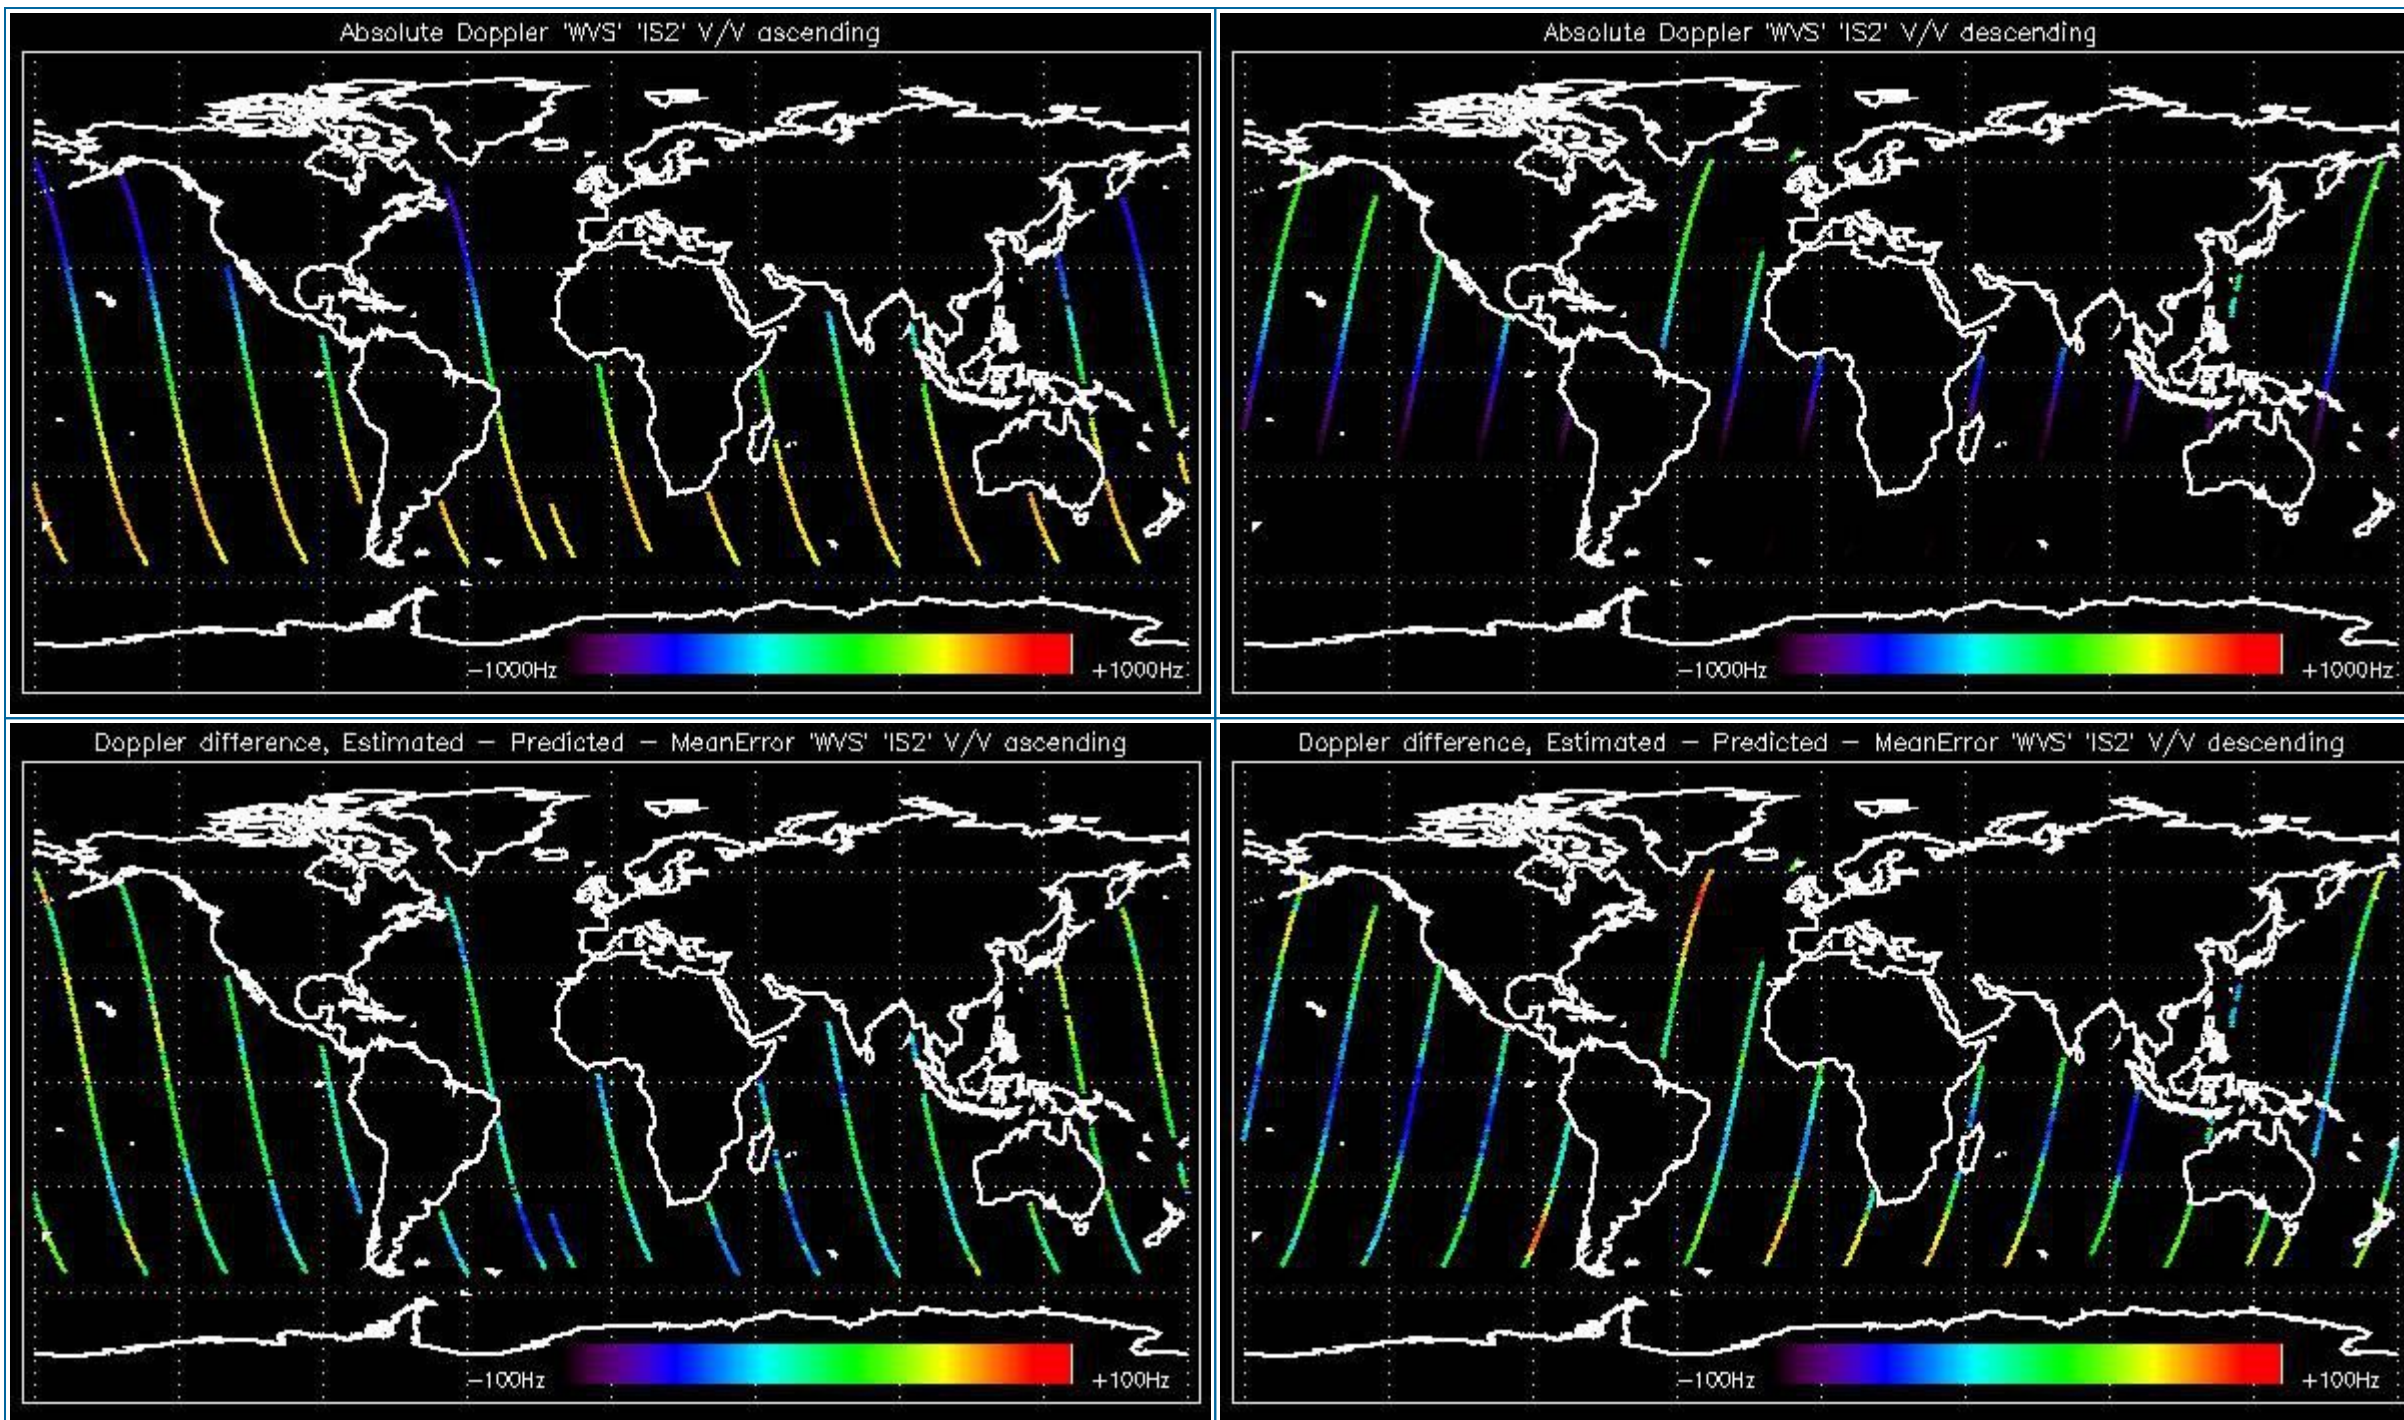 Absolute Doppler 'WVS' 'IS2' V/V ascending
−1000Hz
+1000Hz
Absolute Doppler 'WVS' 'IS2' V/V descending
−1000Hz
+1000Hz
Doppler difference, Estimated − Predicted − MeanError 'WVS' 'IS2' V/V ascending
−100Hz
+100Hz
Doppler difference, Estimated − Predicted − MeanError 'WVS' 'IS2' V/V descending
−100Hz
+100Hz